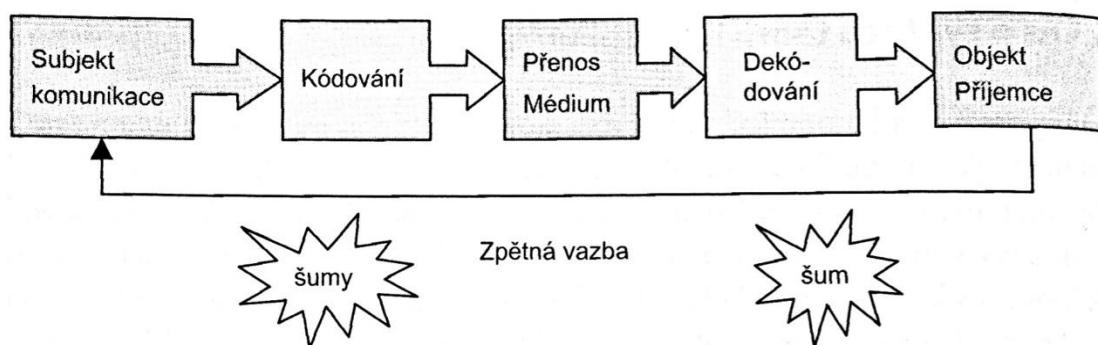 Subjekt
komunikace
Kódování
Přenos
Médium
Dekó-
dování
Objekt
Příjemce
Zpětná vazba
šumy
šum